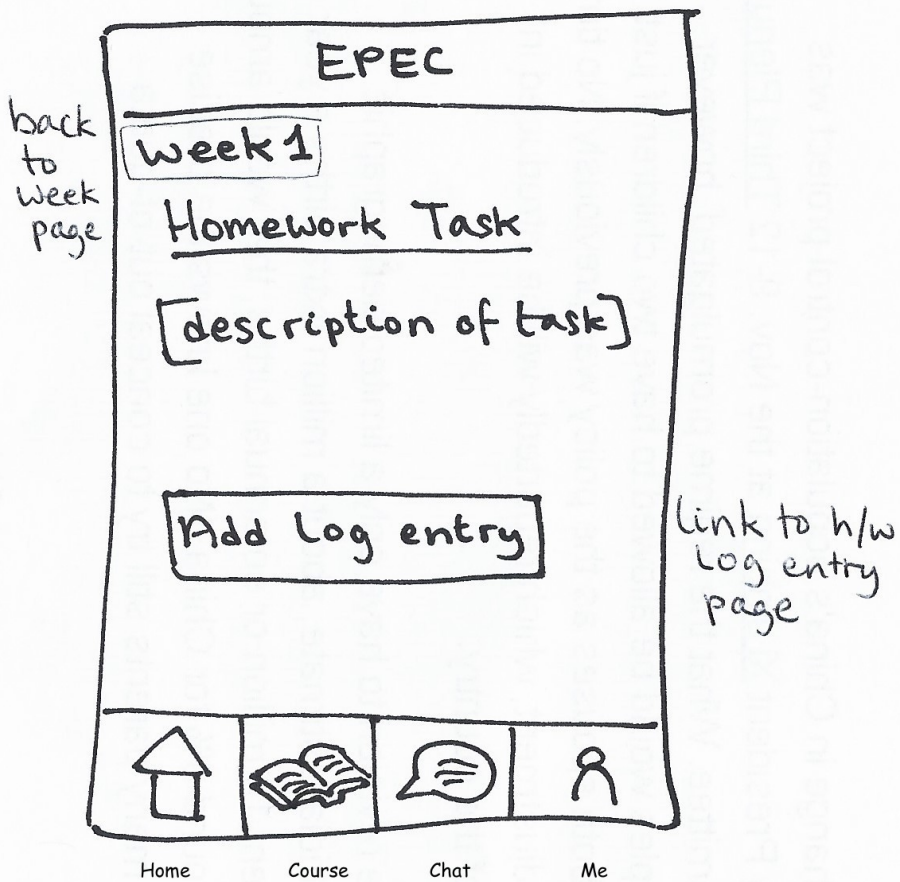 EPEC
back
to
week
page
Week 1
Homework Task
[description of task]
Add log entry
link to h/w
log entry
page
Home Course Chat Me